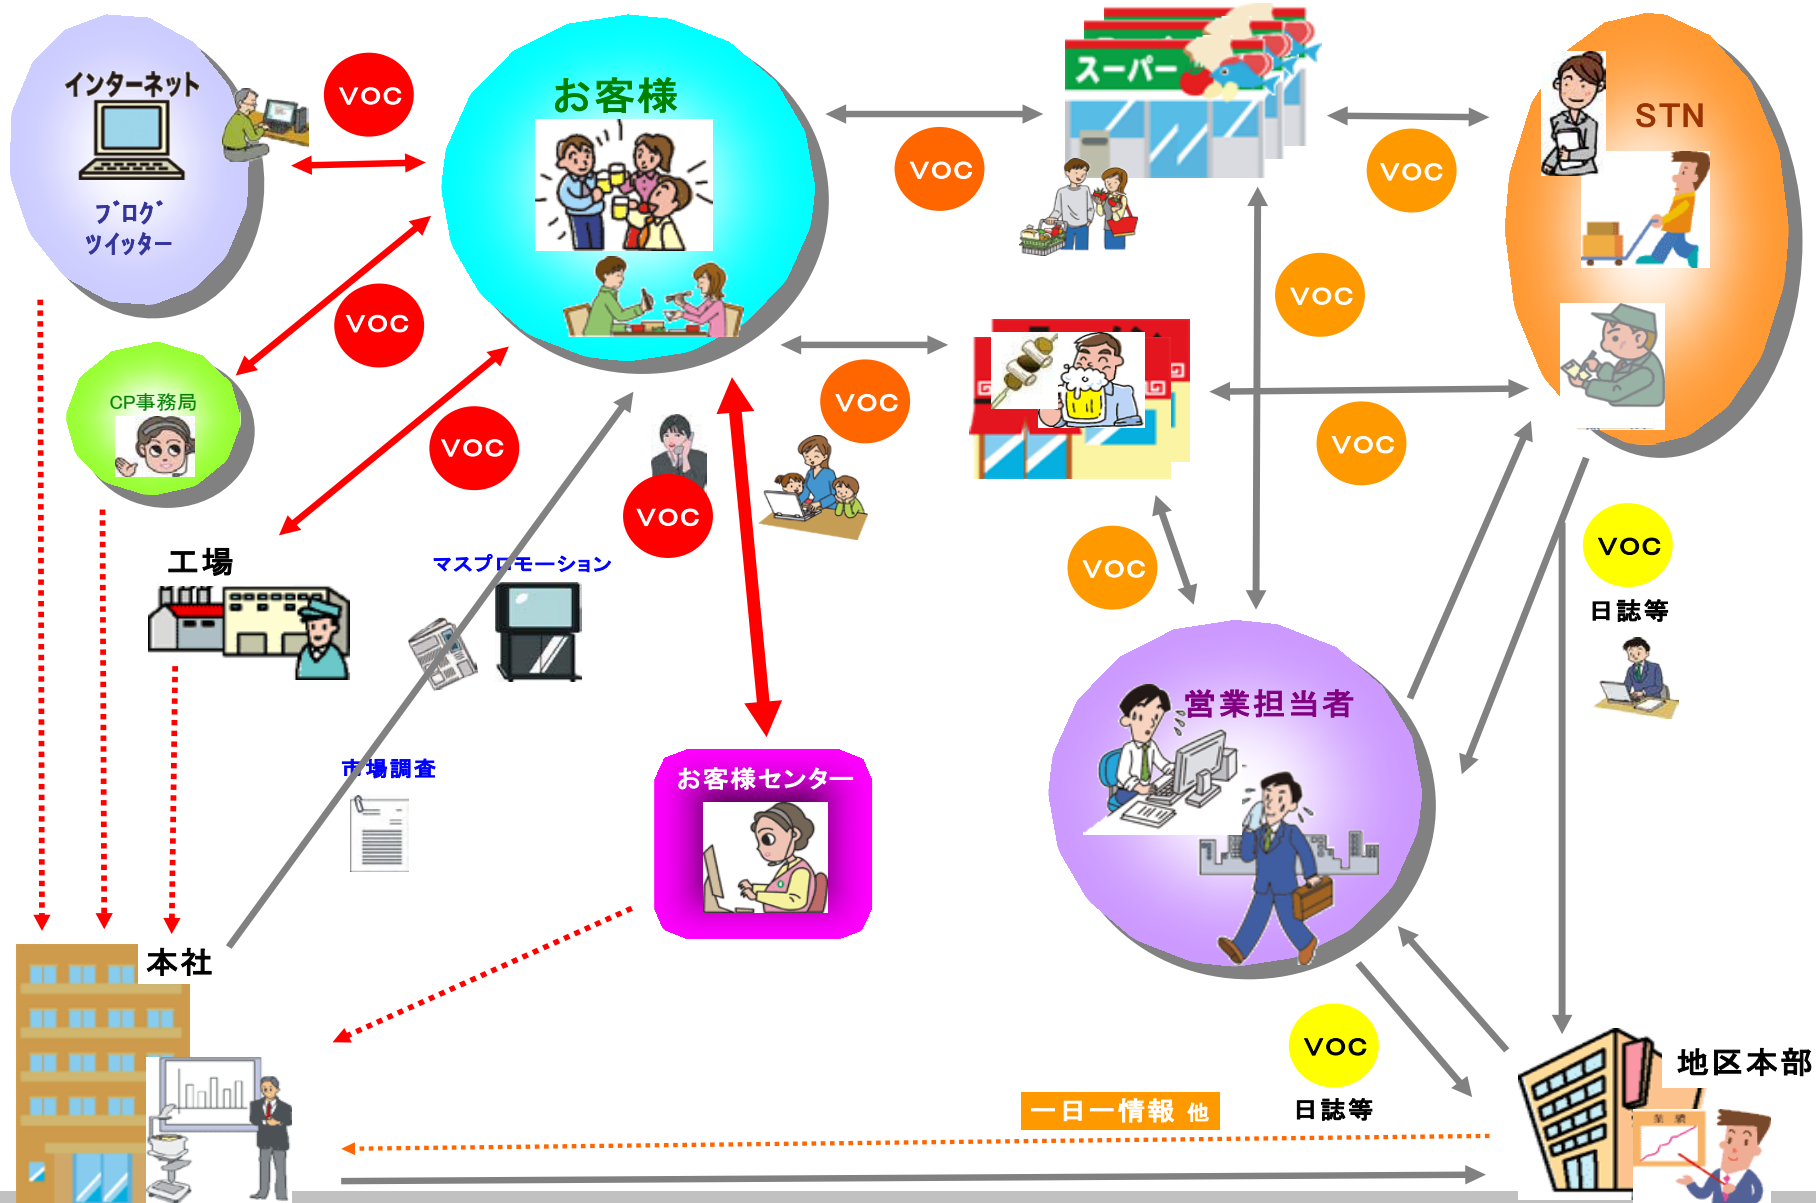 インターネット
ブログ
ツイッター
VOC
お客様
VOC
スーパー
VOC
STN
VOC
VOC
VOC
CP事務局
VOC
VOC
VOC
VOC
工場
マスプロモーション
VOC
VOC
日誌等
市場調査
お客様センター
営業担当者
本社
VOC
日誌等
一日一情報 他
地区本部
業績